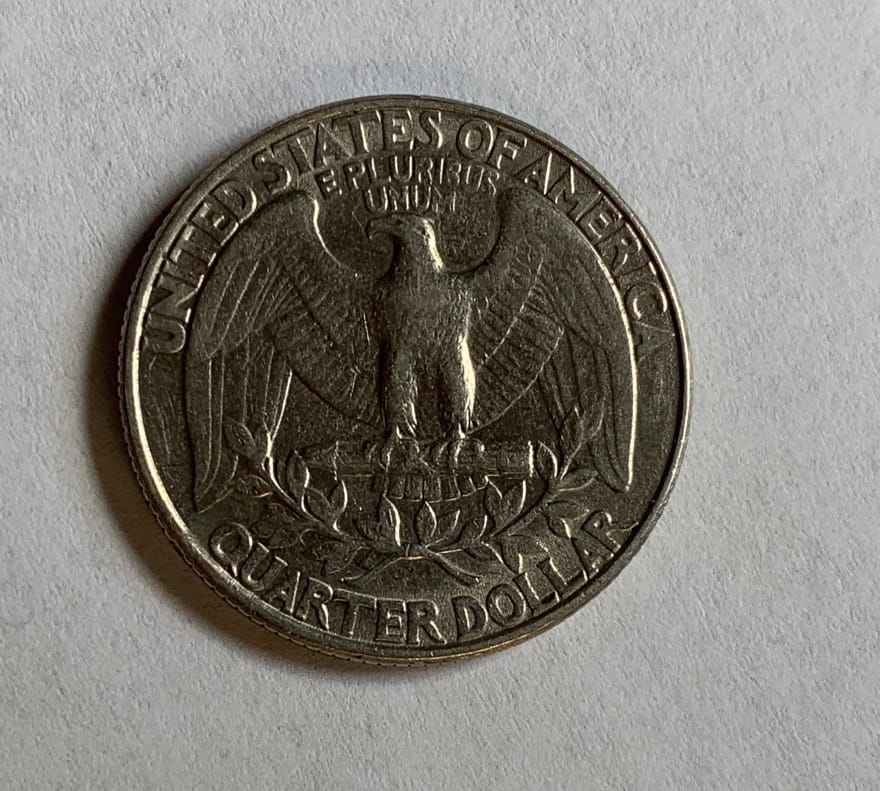 UNITED STATES OF AMERICA
E PLURIBUS
UNUM
QUARTER DOLLAR